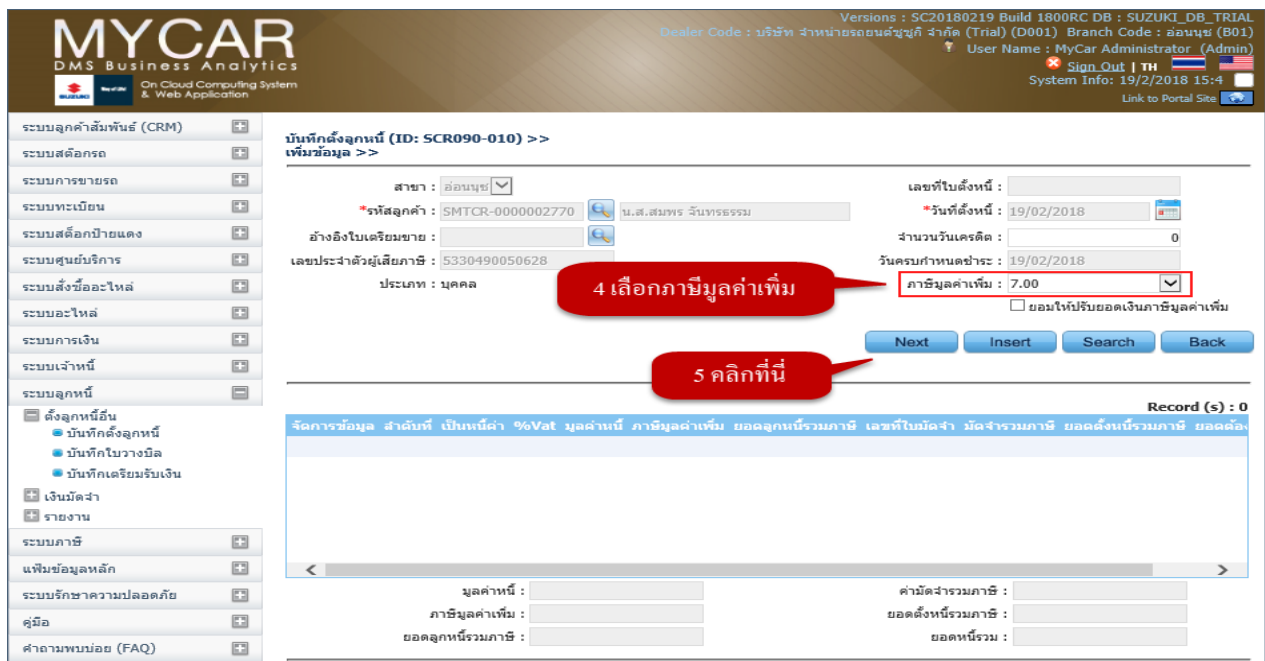 MYCAR
DMS Business Analytics
On Cloud Computing System
& Web Application
SUZUKI
Versions : SC20180219 Build 1800RC DB : SUZUKI_DB_TRIAL
Dealer Code : บริษัท จำหน่ายรถยนต์ซูซูกิ จำกัด (Trial) (D001) Branch Code : อ่อนนุช (B01)
User Name : MyCar Administrator (Admin)
Sign Out | TH
System Info: 19/2/2018 15:4
Link to Portal Site
ระบบลูกค้าสัมพันธ์ (CRM)
ระบบสต๊อกรถ
ระบบการขายรถ
ระบบทะเบียน
ระบบสต็อกป้ายแดง
ระบบศูนย์บริการ
ระบบสั่งซื้ออะไหล่
ระบบอะไหล่
ระบบการเงิน
ระบบเจ้าหนี้
ระบบลูกหนี้
ตั้งลูกหนี้อื่น
บันทึกตั้งลูกหนี้
บันทึกใบวางบิล
บันทึกเตรียมรับเงิน
เงินมัดจำ
รายงาน
ระบบภาษี
แฟ้มข้อมูลหลัก
ระบบรักษาความปลอดภัย
คู่มือ
คำถามพบบ่อย (FAQ)
บันทึกตั้งลูกหนี้ (ID: SCR090-010) >>
เพิ่มข้อมูล >>
สาขา : อ่อนนุช
เลขที่ใบตั้งหนี้ :
*รหัสลูกค้า : SMTCR-0000002770 น.ส.สมพร จันทรธรรม
*วันที่ตั้งหนี้ : 19/02/2018
อ้างอิงใบเตรียมขาย :
จำนวนวันเครดิต : 0
เลขประจำตัวผู้เสียภาษี : 5330490050628
วันครบกำหนดชำระ : 19/02/2018
ประเภท : บุคคล
4 เลือกภาษีมูลค่าเพิ่ม
ภาษีมูลค่าเพิ่ม : 7.00
ยอมให้ปรับยอดเงินภาษีมูลค่าเพิ่ม
Next Insert Search Back
5 คลิกที่นี่
Record (s) : 0
จัดการข้อมูล ลำดับที่ เป็นหนี้ค่า %Vat มูลค่าหนี้ ภาษีมูลค่าเพิ่ม ยอดลูกหนี้รวมภาษี เลขที่ใบมัดจำ มัดจำรวมภาษี ยอดตั้งหนี้รวมภาษี
มูลค่าหนี้ :
ค่ามัดจำรวมภาษี :
ภาษีมูลค่าเพิ่ม :
ยอดตั้งหนี้รวมภาษี :
ยอดลูกหนี้รวมภาษี :
ยอดหนี้รวม :